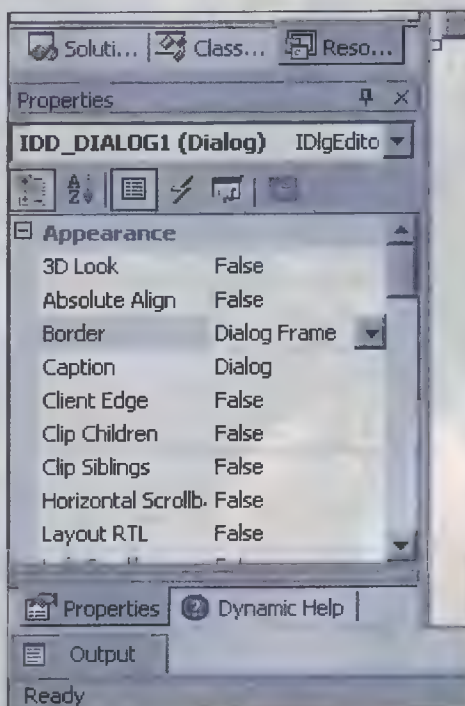 Soluti... Class... Reso...
Properties
IDD_DIALOG1 (Dialog) IDlgEdito
Appearance
3D Look False
Absolute Align False
Border Dialog Frame
Caption Dialog
Client Edge False
Clip Children False
Clip Siblings False
Horizontal Scrollb. False
Layout RTL False
Properties Dynamic Help
Output
Ready